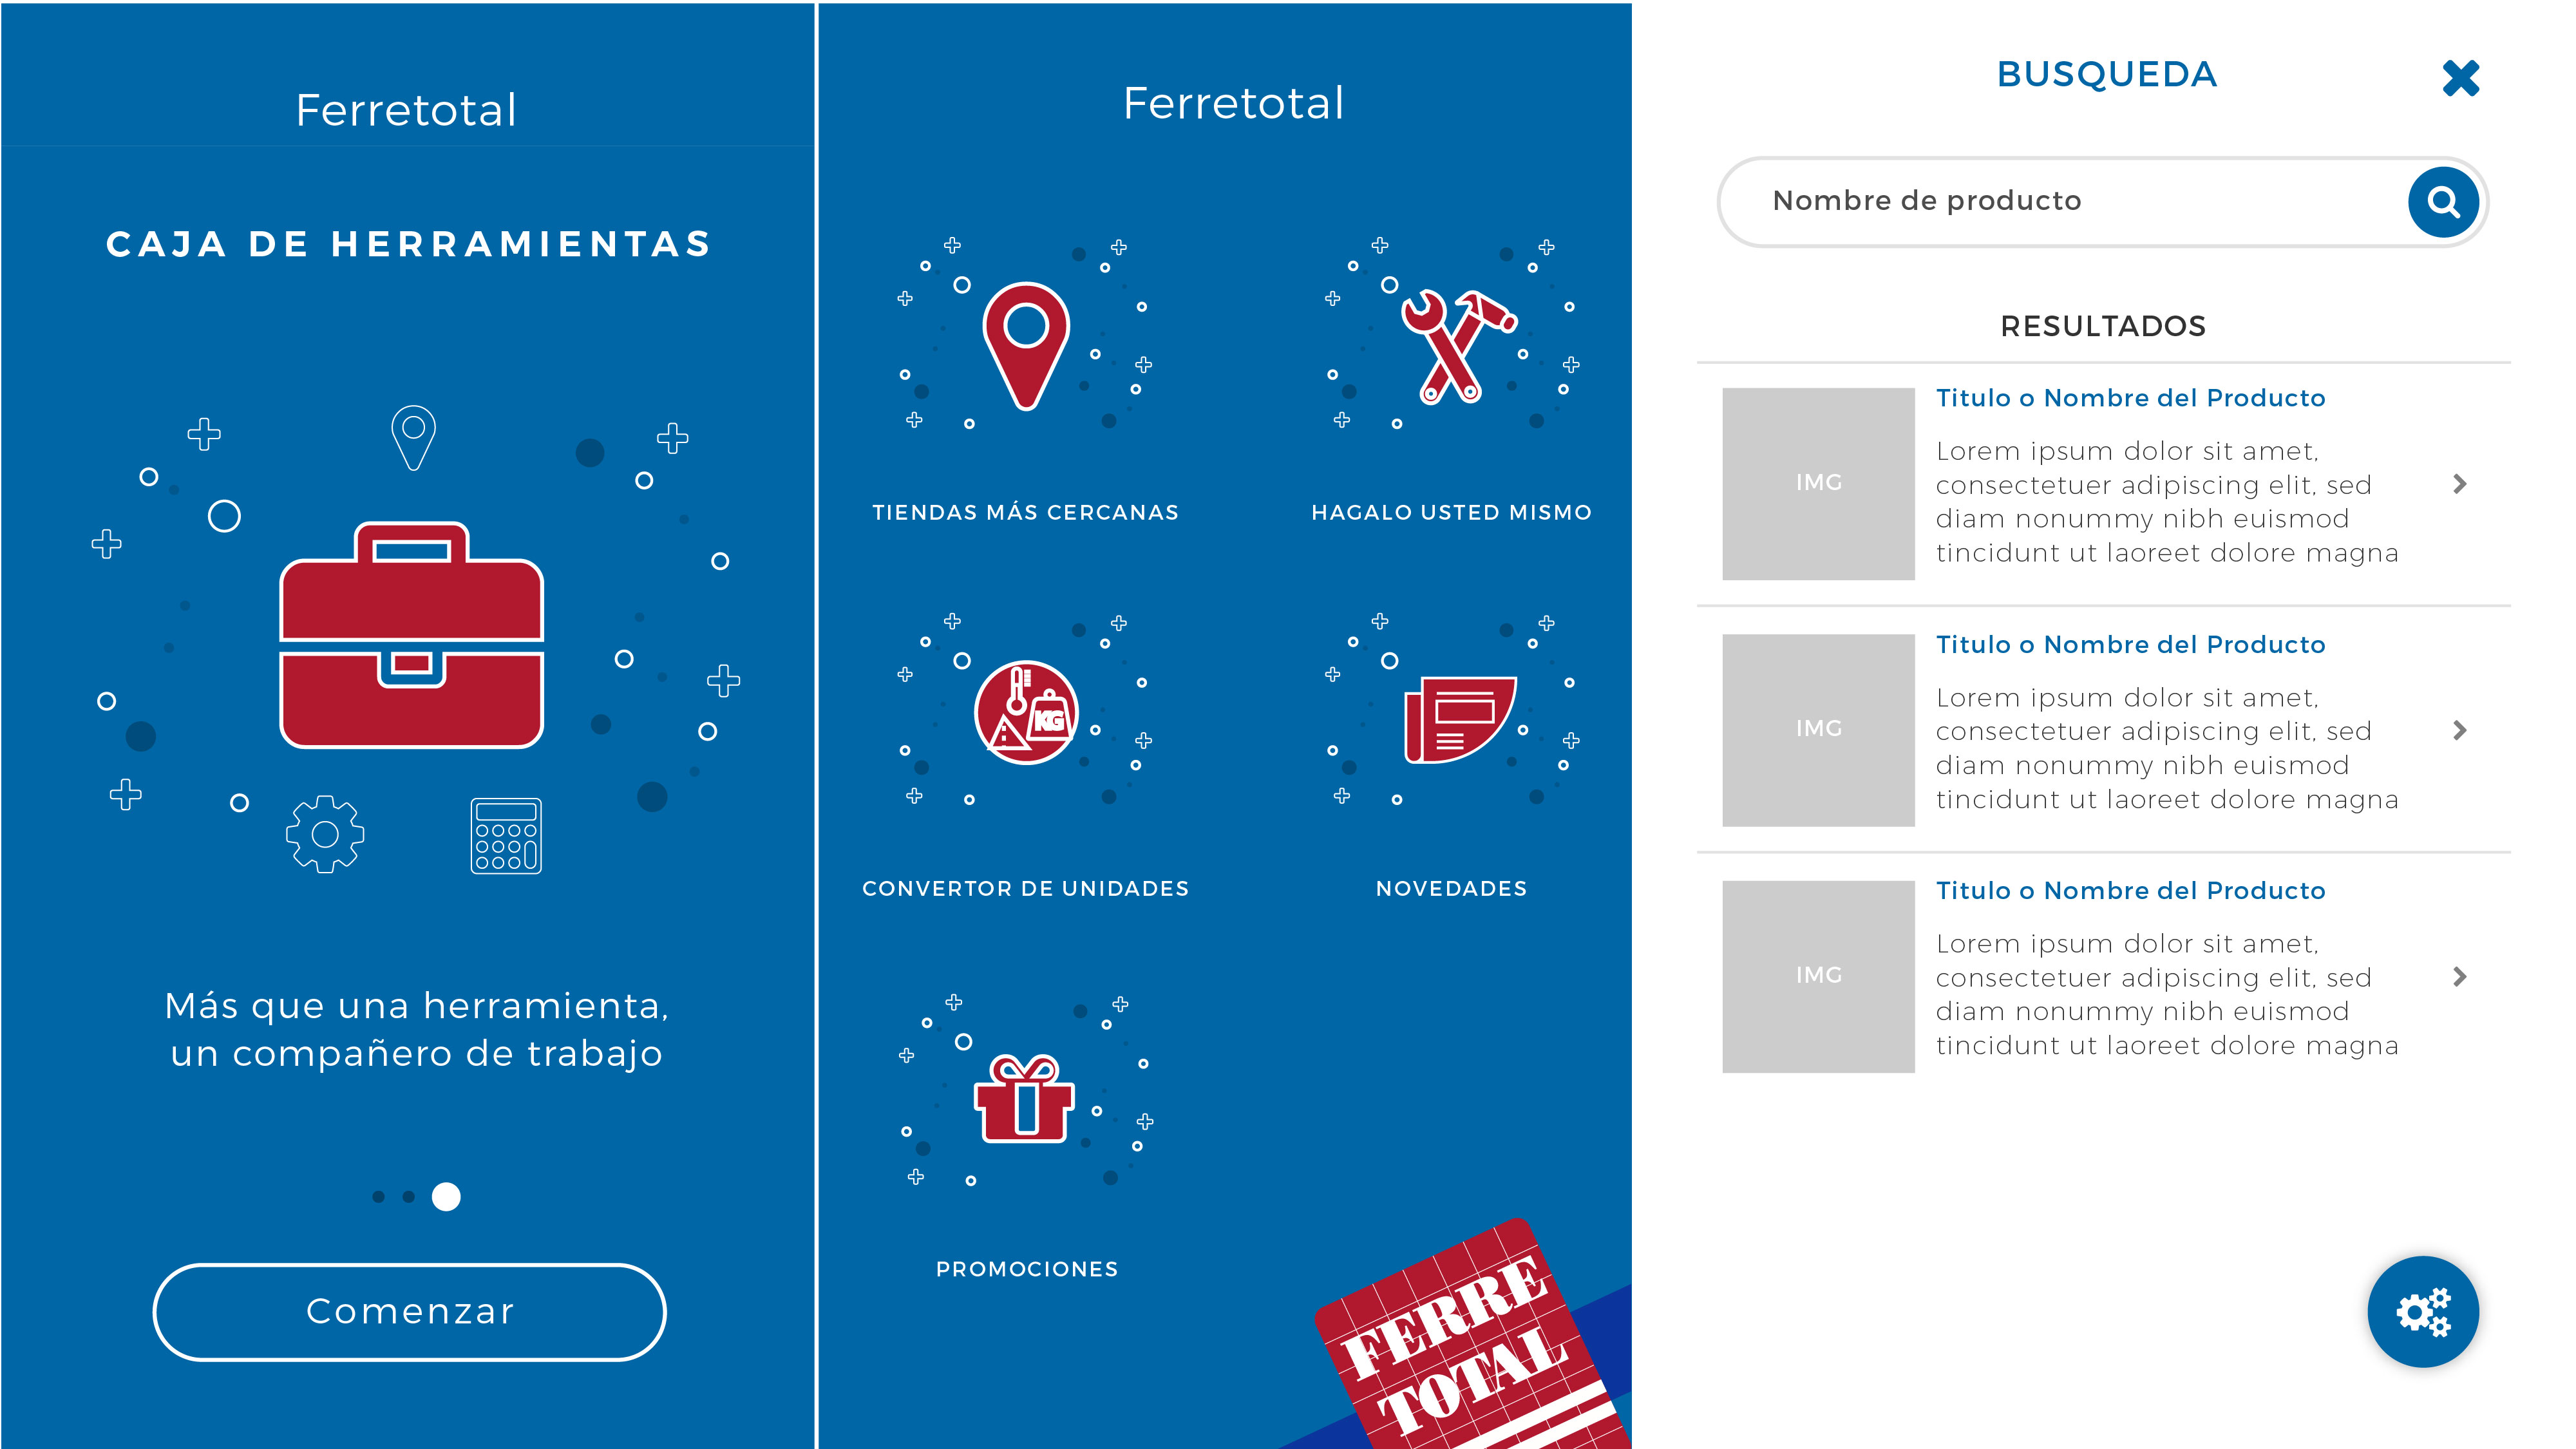 Ferretotal
CAJA DE HERRAMIENTAS
Más que una herramienta,
un compañero de trabajo
Comenzar
Ferretotal
TIENDAS MÁS CERCANAS
HAGALO USTED MISMO
KG
CONVERTOR DE UNIDADES
NOVEDADES
PROMOCIONES
FERRE
TOTAL
BUSQUEDA
Nombre de producto
RESULTADOS
IMG
Titulo o Nombre del Producto
Lorem ipsum dolor sit amet,
consectetuer adipiscing elit, sed
diam nonummy nibh euismod
tincidunt ut laoreet dolore magna
IMG
Titulo o Nombre del Producto
Lorem ipsum dolor sit amet,
consectetuer adipiscing elit, sed
diam nonummy nibh euismod
tincidunt ut laoreet dolore magna
IMG
Titulo o Nombre del Producto
Lorem ipsum dolor sit amet,
consectetuer adipiscing elit, sed
diam nonummy nibh euismod
tincidunt ut laoreet dolore magna